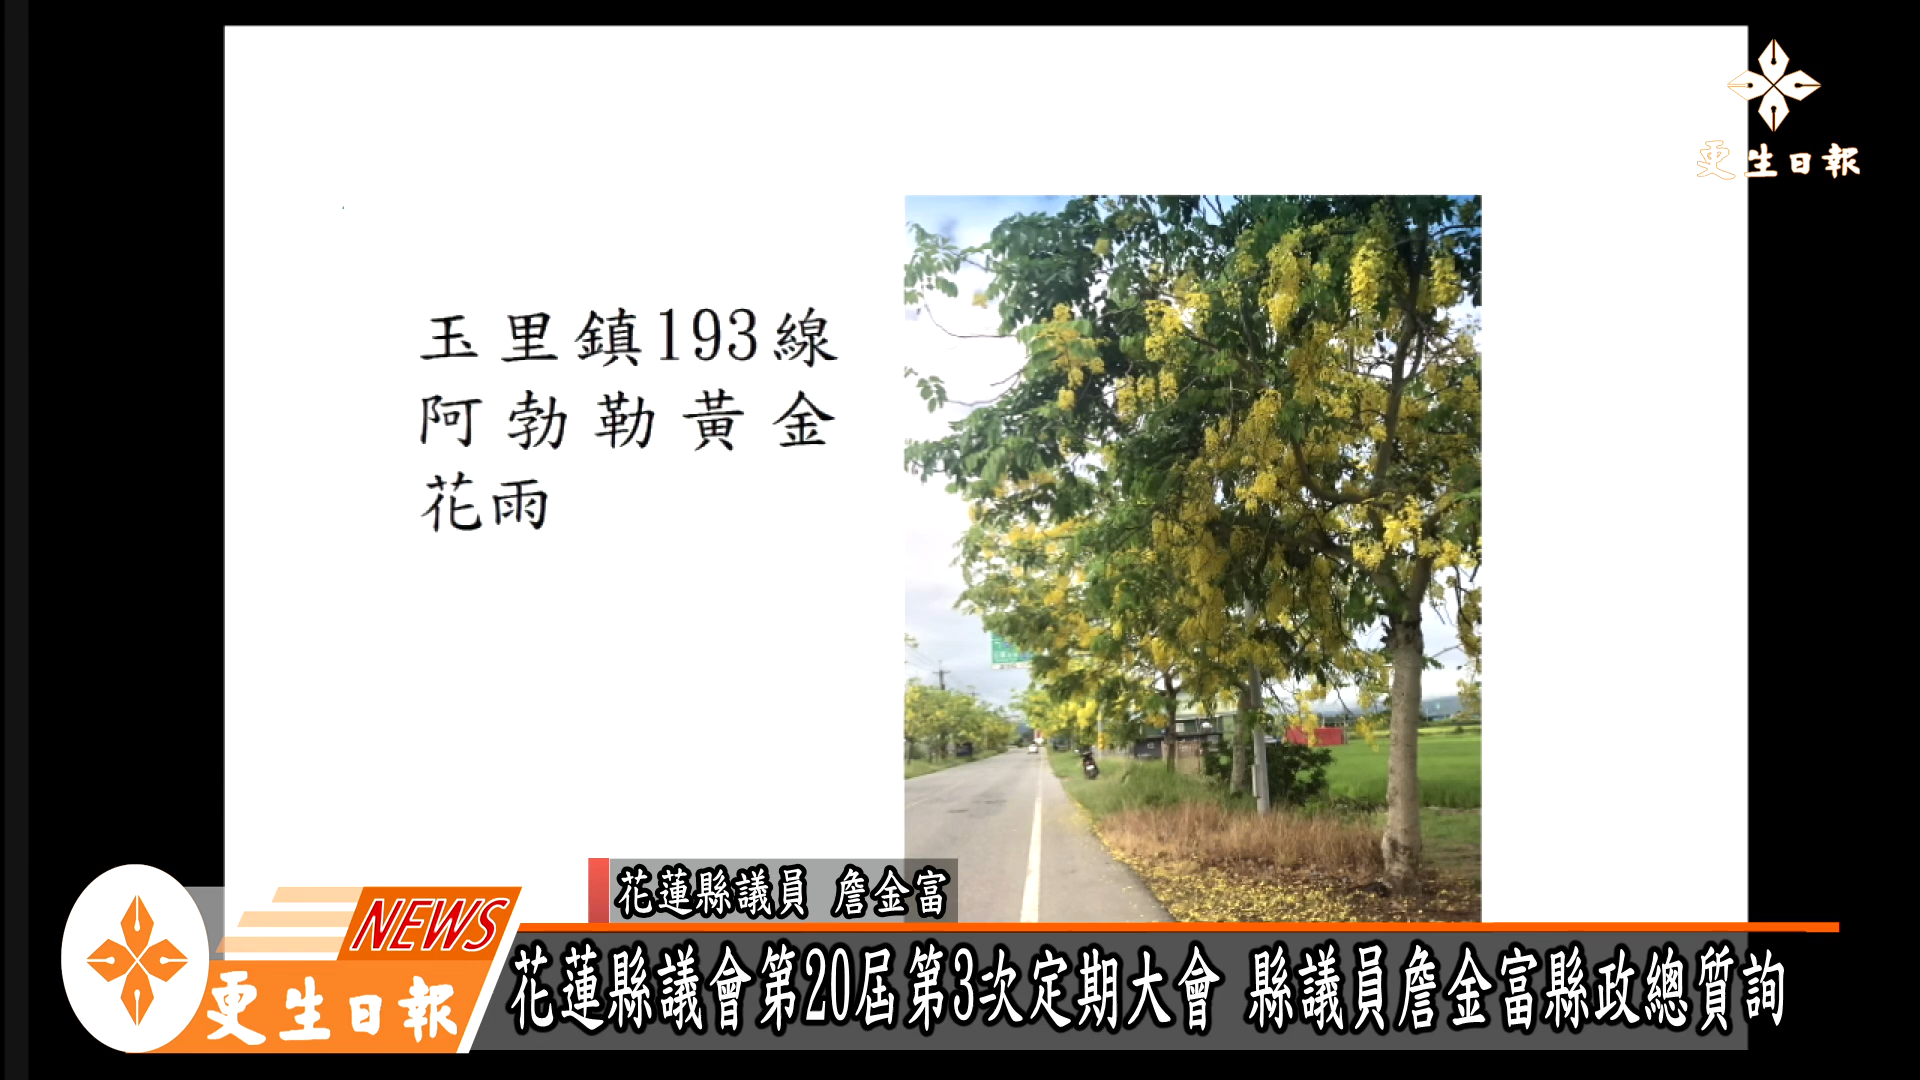 更生日報
玉里鎮193線
阿勃勒黃金
花雨
花蓮縣議員 詹金富
NEWS
更生日報
花蓮縣議會第20屆第3次定期大會 縣議員詹金富縣政總質詢